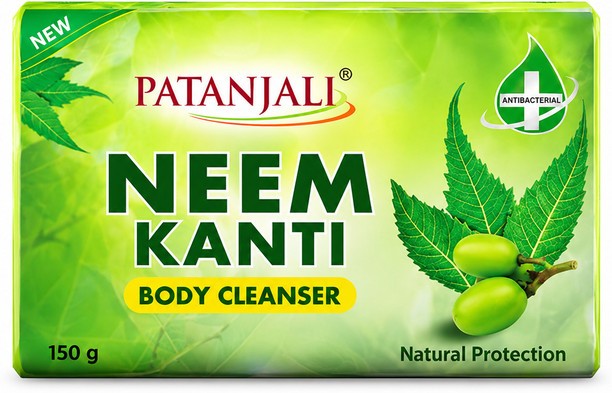 NEW
PATANJALI®
ANTIBACTERIAL
NEEM
KANTI
BODY CLEANSER
150 g
Natural Protection